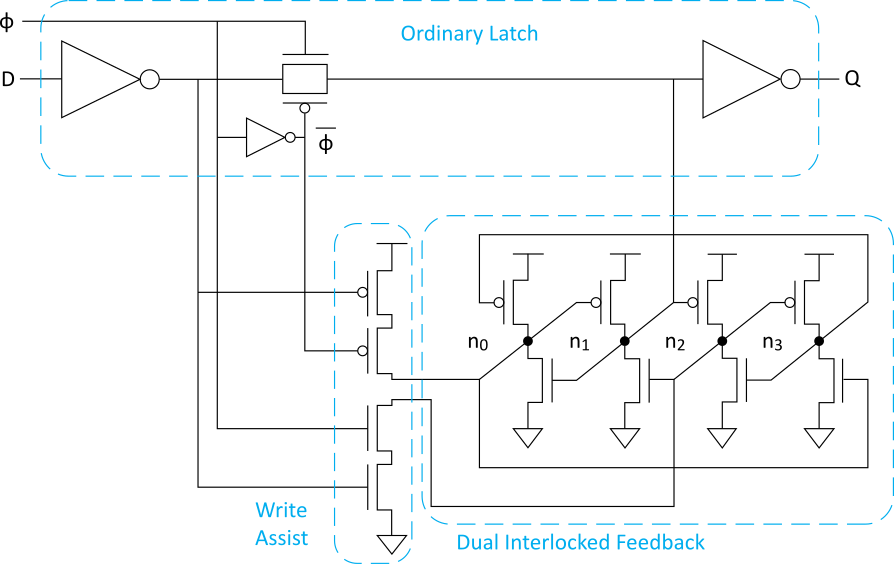 ϕ
Ordinary Latch
D
Q
ϕ
n0
n1
n2
n3
Write
Assist
Dual Interlocked Feedback